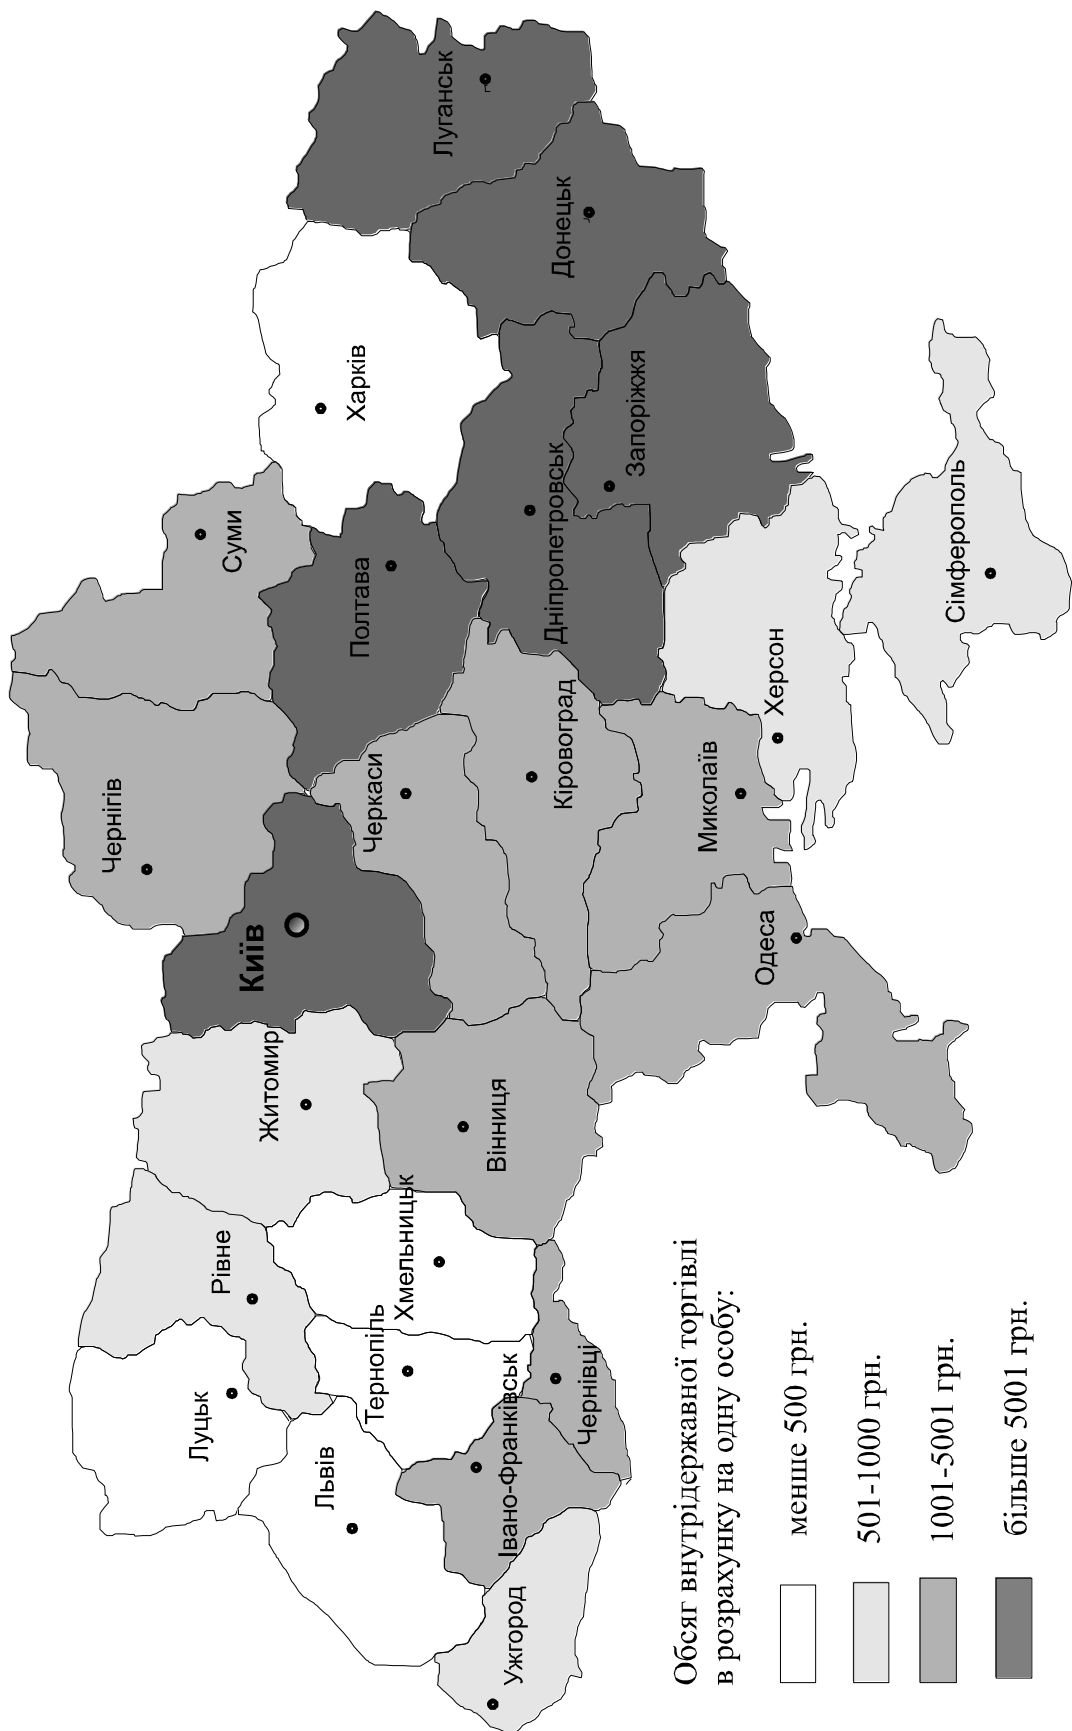 Луцьк
Рівне
Житомир
Київ
Чернігів
Суми
Львів
Тернопіль
Хмельницьк
Вінниця
Черкаси
Полтава
Харків
Луганськ
Ужгород
Івано-Франківськ
Чернівці
Кіровоград
Дніпропетровськ
Донецьк
Одеса
Миколаїв
Херсон
Запоріжжя
Сімферополь
Обсяг внутрідержавної торгівлі
в розрахунку на одну особу:
менше 500 грн.
501-1000 грн.
1001-5001 грн.
більше 5001 грн.